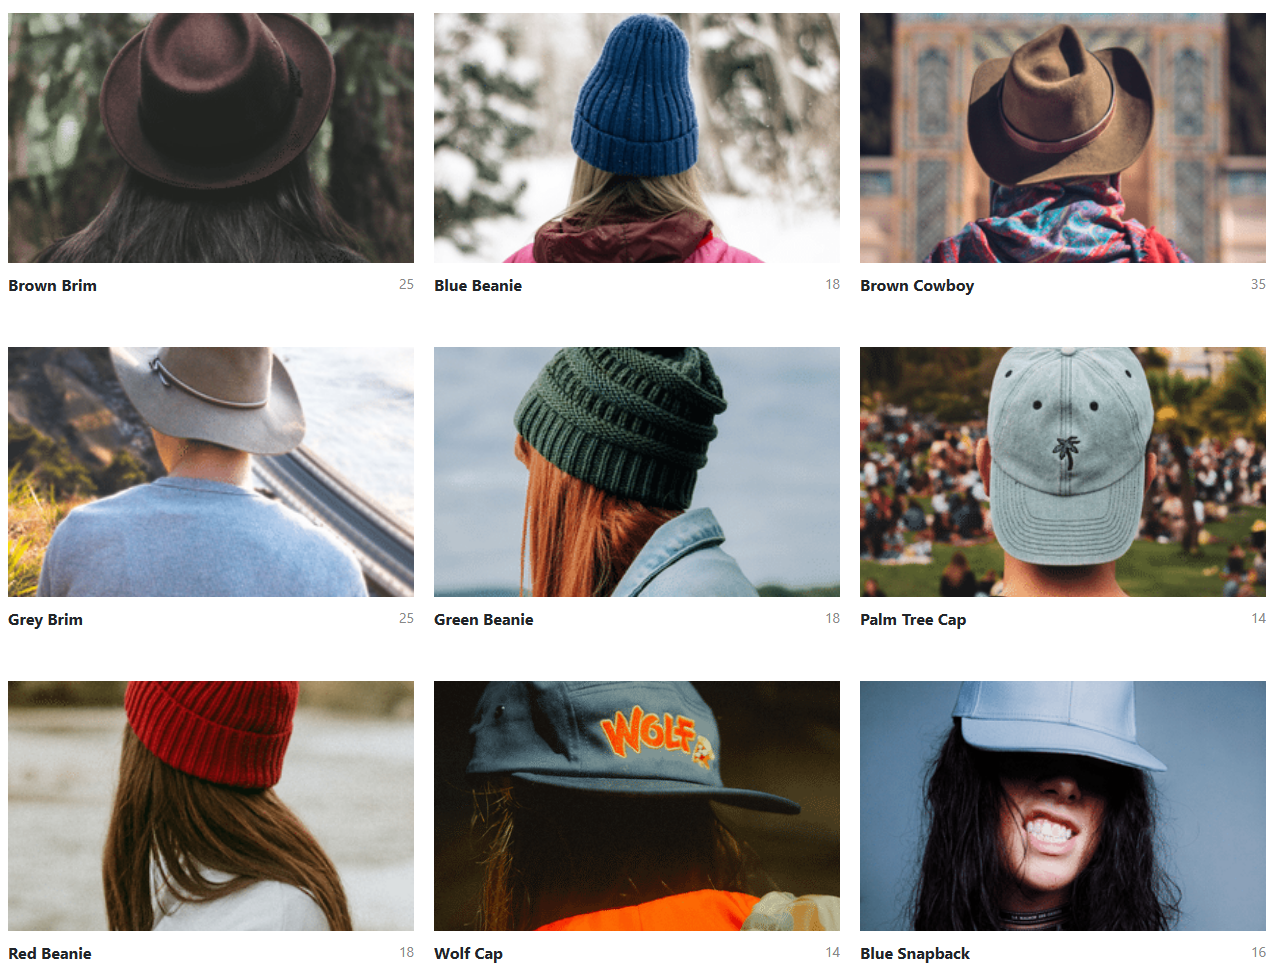 Brown Brim 25
Blue Beanie 18
Brown Cowboy 35
Grey Brim 25
Green Beanie 18
Palm Tree Cap 14
WOLF
Red Beanie 18
Wolf Cap 14
Blue Snapback 16